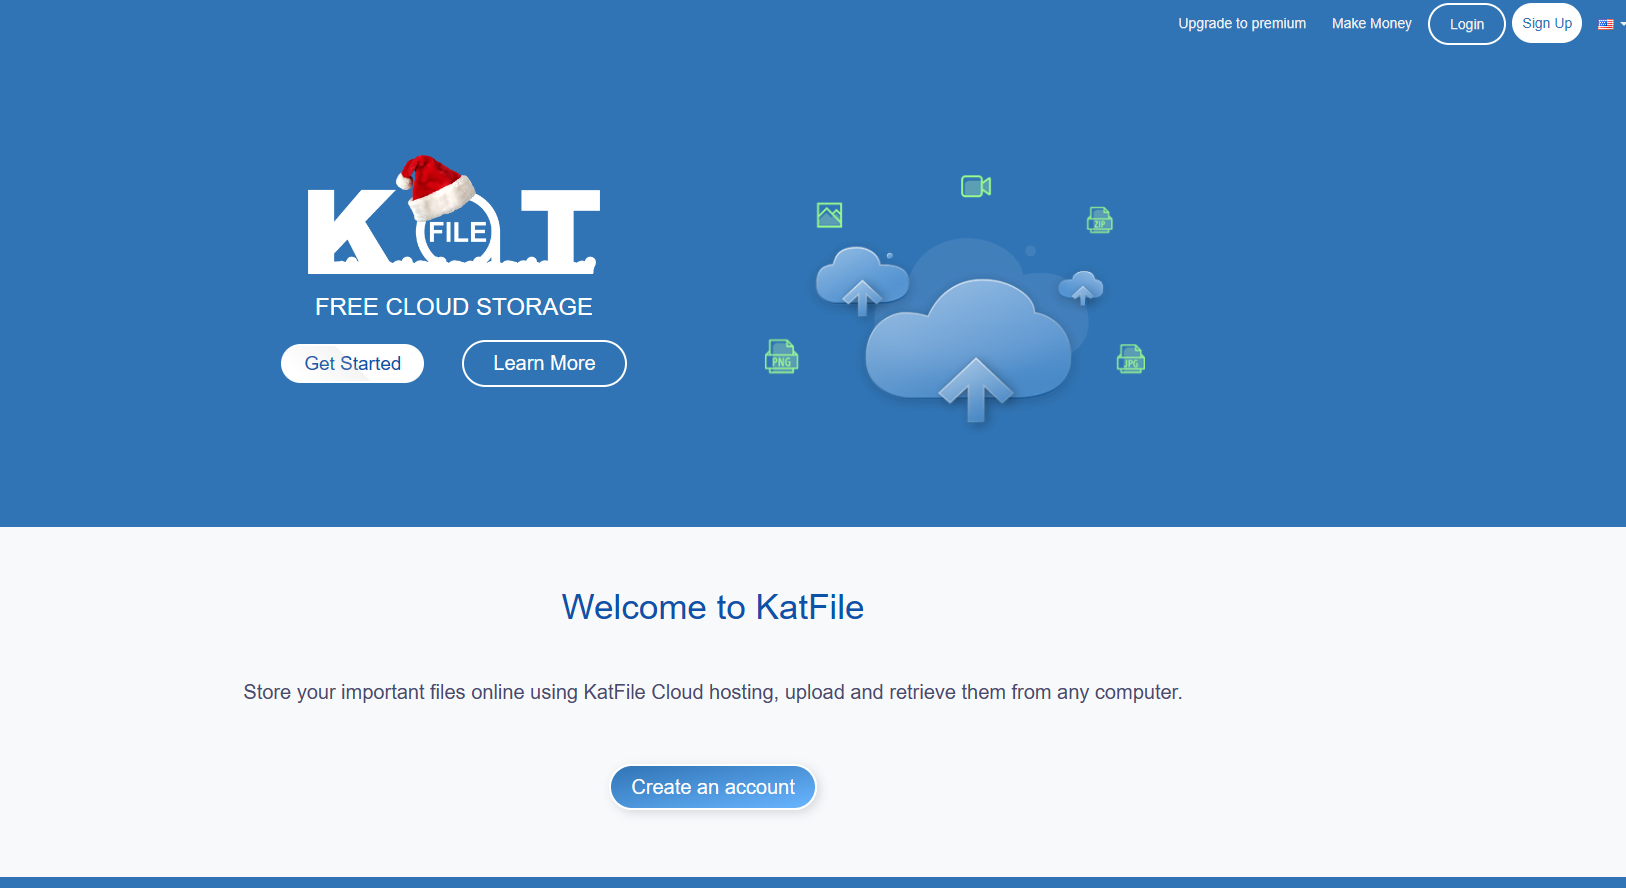 Upgrade to premium
Make Money
Login
Sign Up
KAT
FILE
FREE CLOUD STORAGE
Get Started
Learn More
ZIP
PNG
JPG
Welcome to KatFile
Store your important files online using KatFile Cloud hosting, upload and retrieve them from any computer.
Create an account